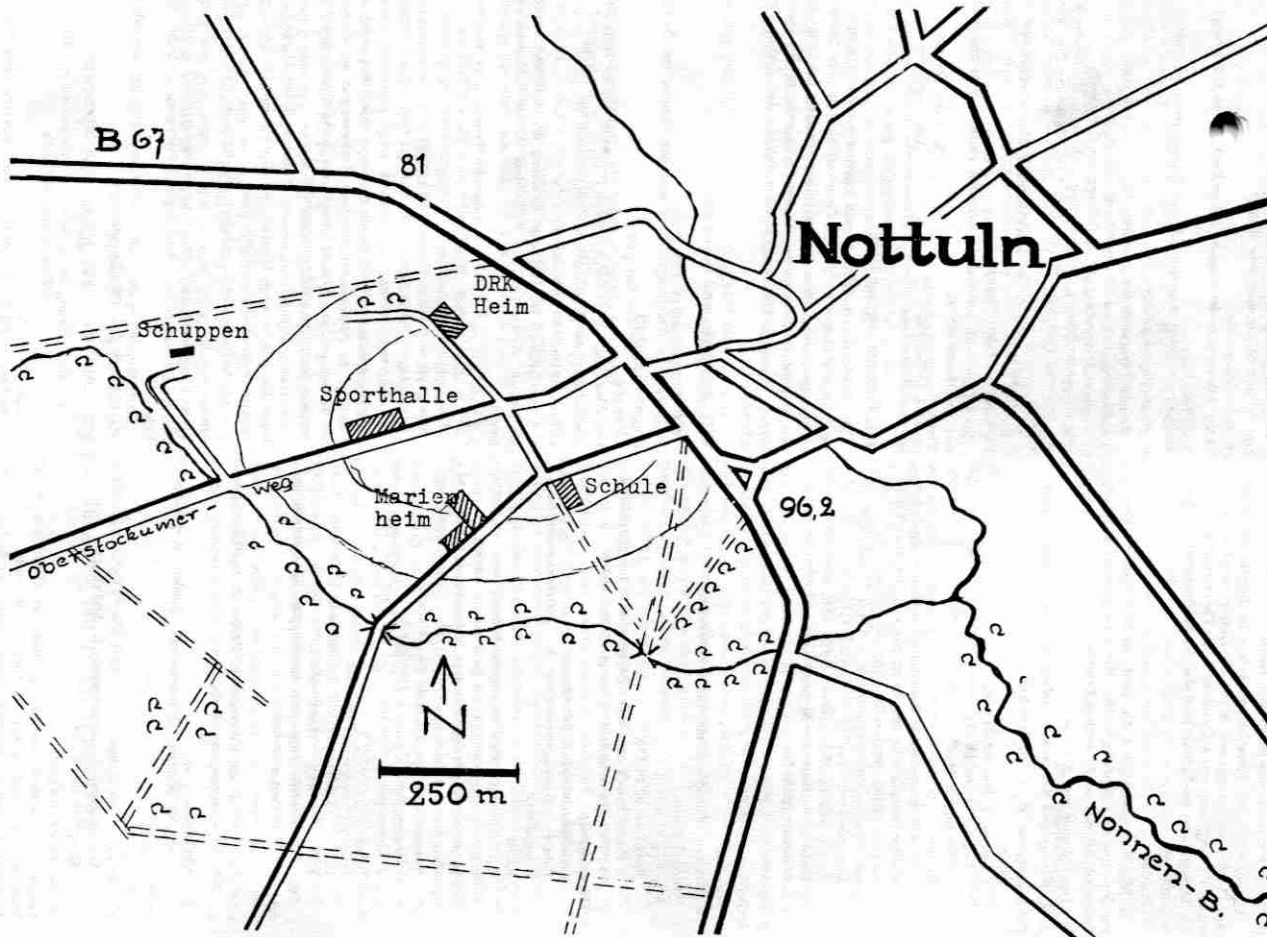 B 67
81
DRK
Heim
Nottuln
Schuppen
Sporthalle
Marien
heim
Schule
Weg
Oberstockumer-
96,2
N
250 m
Nonnen-B.